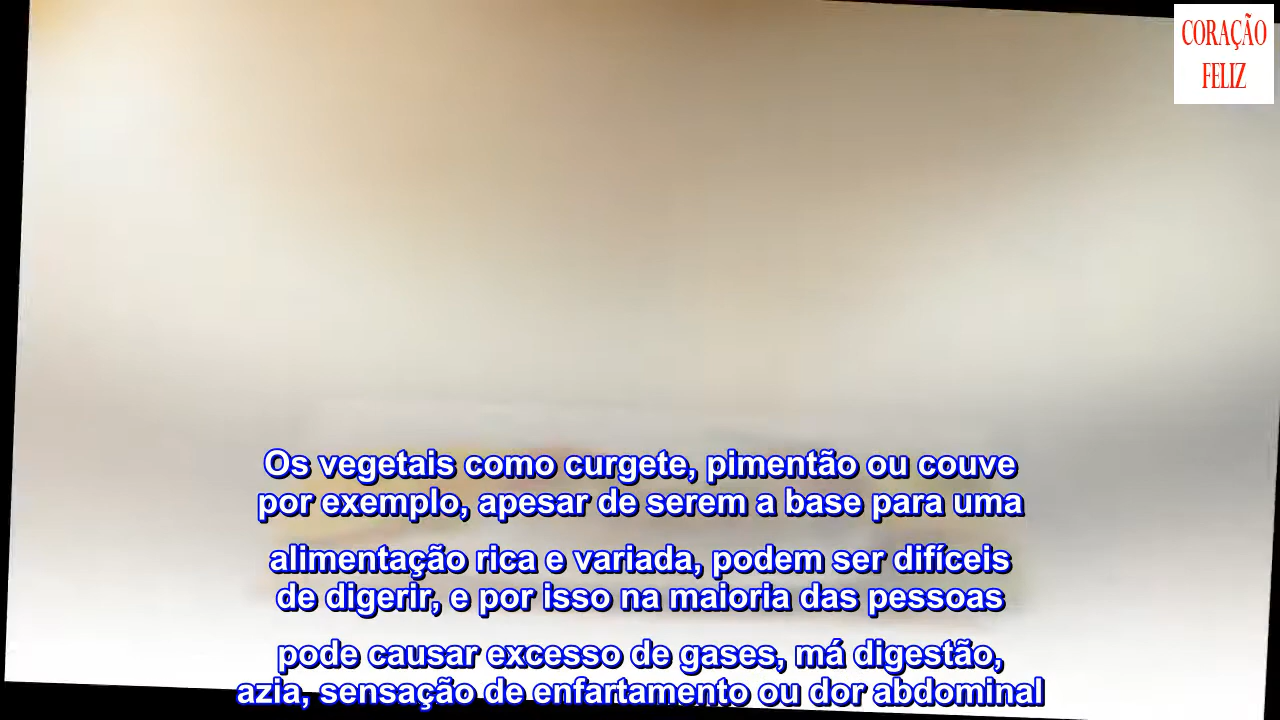 CORAÇÃO
FELIZ
Os vegetais como curgete, pimentão ou couve
por exemplo, apesar de serem a base para uma
alimentação rica e variada, podem ser difíceis
de digerir, e por isso na maioria das pessoas
pode causar excesso de gases, má digestão,
azia, sensação de enfartamento ou dor abdominal